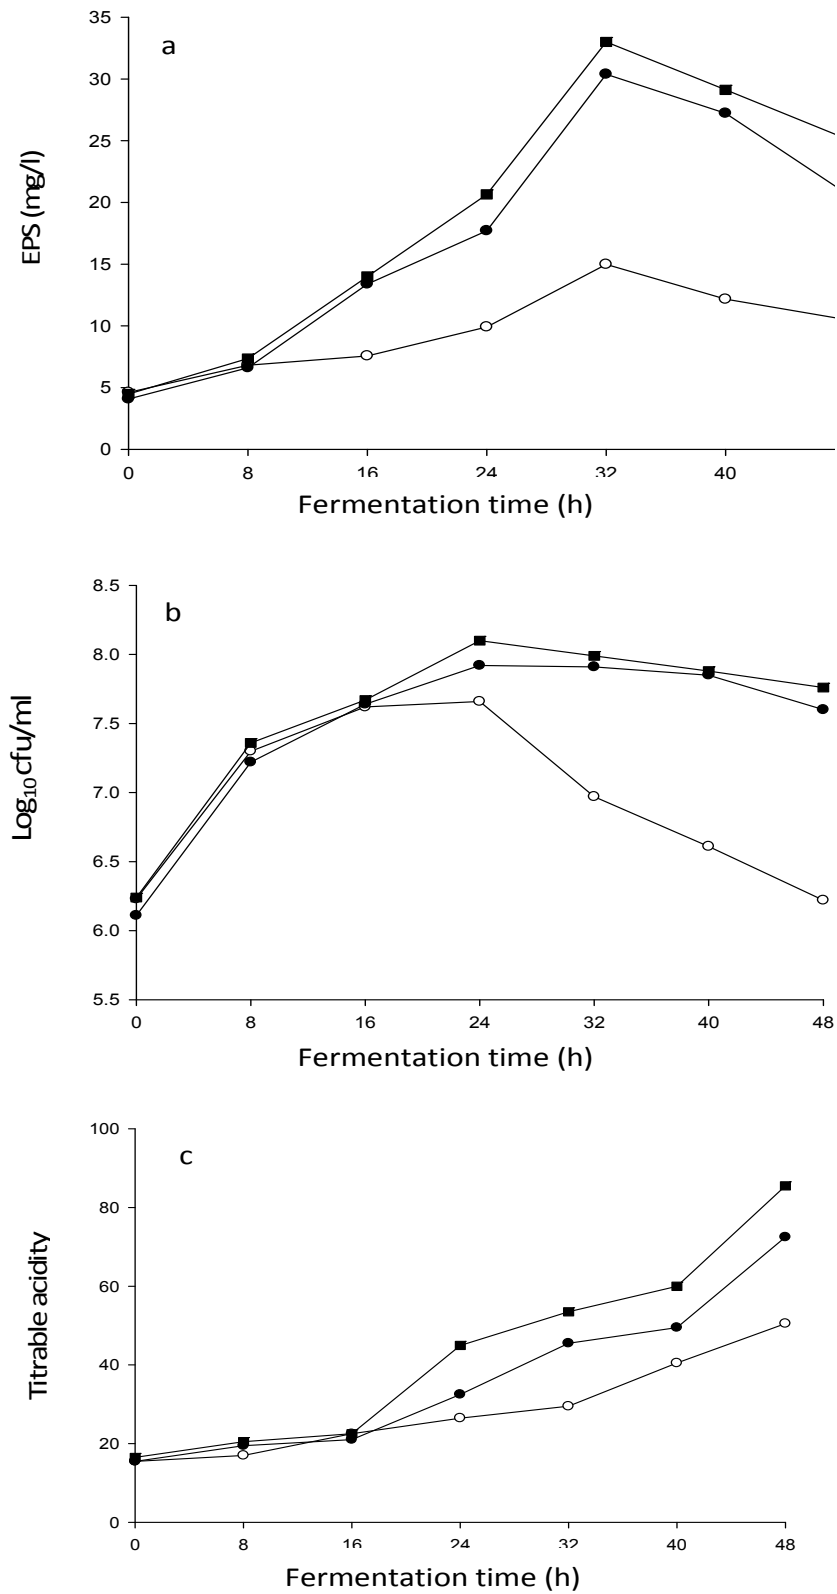 a
35
30
25
20
15
10
5
0
EPS (mg/l)
0 8 16 24 32 40
Fermentation time (h)
b
8.5
8.0
7.5
7.0
6.5
6.0
5.5
Log₁₀ cfu/ml
0 8 16 24 32 40 48
Fermentation time (h)
c
100
80
60
40
20
0
Titrable acidity
0 8 16 24 32 40 48
Fermentation time (h)